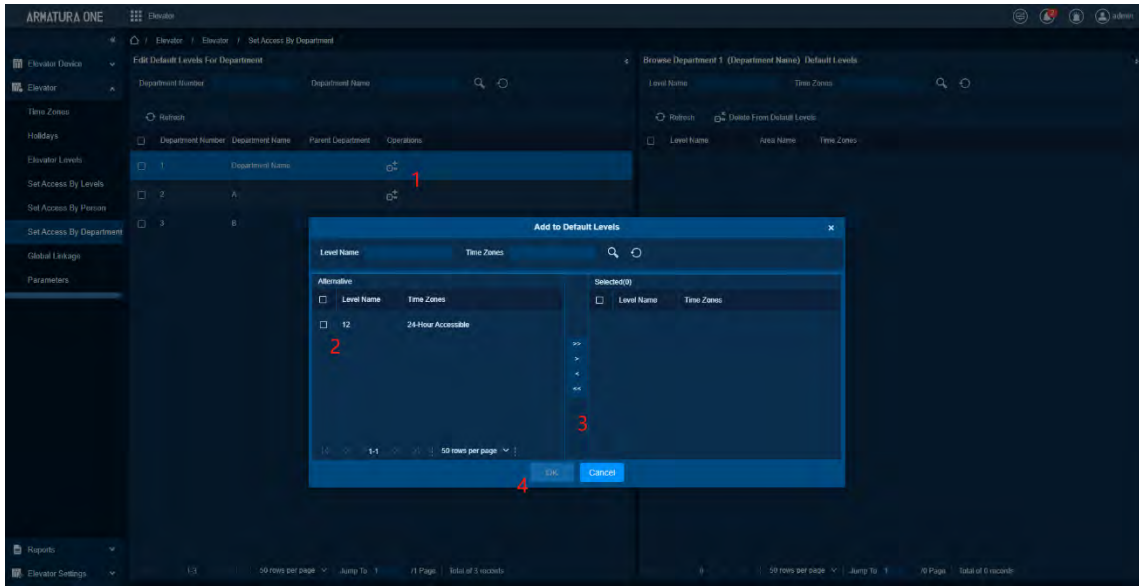 ARMATURA ONE
Elevator
admin
/ Elevator / Elevator / Set Access By Department
Elevator Device
Elevator
Time Zones
Holidays
Elevator Levels
Set Access By Levels
Set Access By Person
Set Access By Department
Global Linkage
Parameters
Reports
Elevator Settings
Edit Default Levels For Department
Department Number Department Name
Refresh
Department Number Department Name Parent Department Operations
1 Department Name
1
2 A
3 B
50 rows per page Jump To 1 /1 Page Total of 3 records
Browse Department 1 (Department Name) Default Levels
Level Name Time Zones
Refresh Delete From Default Levels
Level Name Area Name Time Zones
0 50 rows per page Jump To 1 /0 Page Total of 0 records
Add to Default Levels ×
Level Name Time Zones
Alternative
Level Name Time Zones
12 24-Hour Accessible
2
1-1 50 rows per page
>>
>
<
<<
3
Selected(0)
Level Name Time Zones
OK Cancel
4